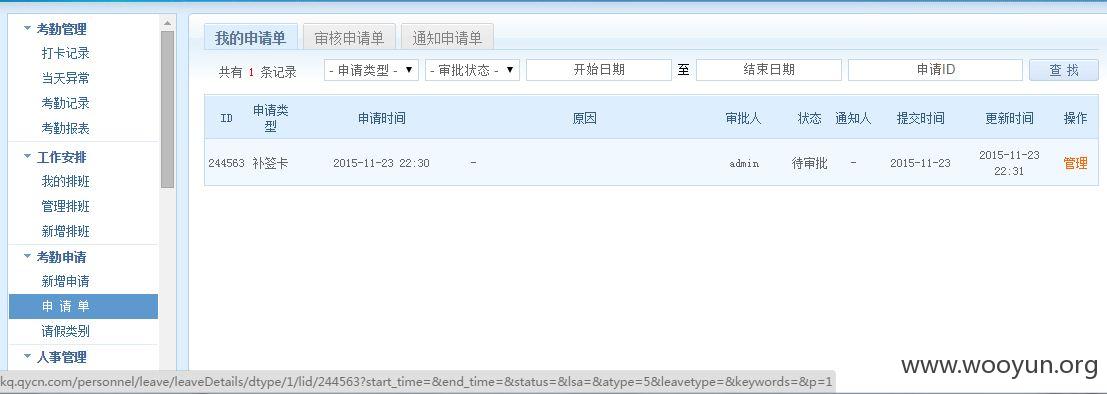 考勤管理
打卡记录
当天异常
考勤记录
考勤报表
工作安排
我的排班
管理排班
新增排班
考勤申请
新增申请
申 请 单
请假类别
人事管理
我的申请单 审核申请单 通知申请单
共有 1 条记录 - 申请类型 - - 审批状态 - 开始日期 至 结束日期 申请ID 查 找
ID 申请类型 申请时间 原因 审批人 状态 通知人 提交时间 更新时间 操作
244563 补签卡 2015-11-23 22:30 - admin 待审批 - 2015-11-23 2015-11-23 22:31 管理
www.wooyun.org
kq.qycn.com/personnel/leave/leaveDetails/dtype/1/lid/244563?start_time=&end_time=&status=&lsa=&atype=5&leavetype=&keywords=&p=1